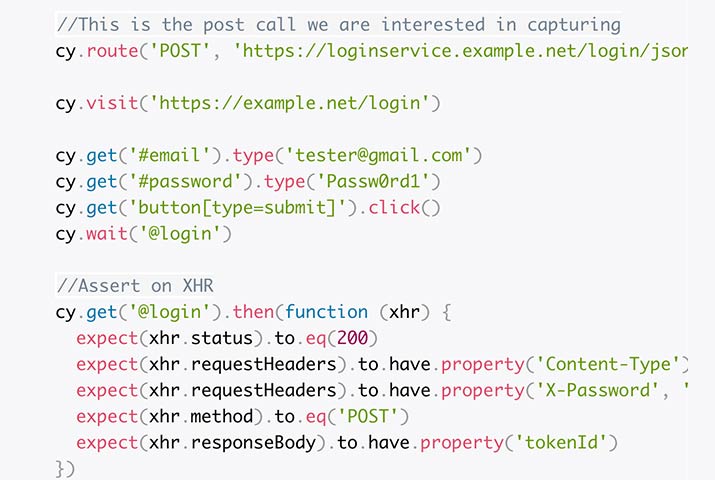 //This is the post call we are interested in capturing
cy.route('POST', 'https://loginservice.example.net/login/json
cy.visit('https://example.net/login')
cy.get('#email').type('tester@gmail.com')
cy.get('#password').type('Passw0rd1')
cy.get('button[type=submit]').click()
cy.wait('@login')
//Assert on XHR
cy.get('@login').then(function (xhr) {
  expect(xhr.status).to.eq(200)
  expect(xhr.requestHeaders).to.have.property('Content-Type')
  expect(xhr.requestHeaders).to.have.property('X-Password', '
  expect(xhr.method).to.eq('POST')
  expect(xhr.responseBody).to.have.property('tokenId')
})